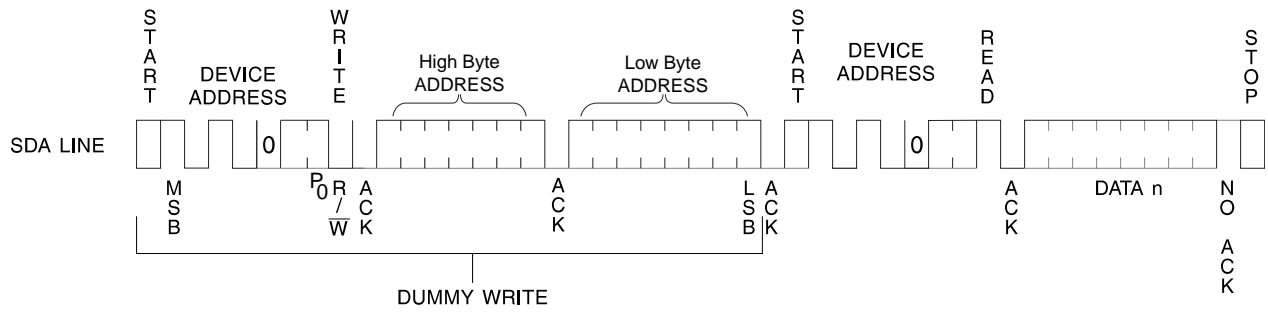 START
WRITE
START
READ
STOP
DEVICE
ADDRESS
High Byte
ADDRESS
Low Byte
ADDRESS
DEVICE
ADDRESS
SDA LINE
0
0
MSB
P0
R/W
ACK
ACK
LSB
ACK
ACK
DATA n
NO ACK
DUMMY WRITE